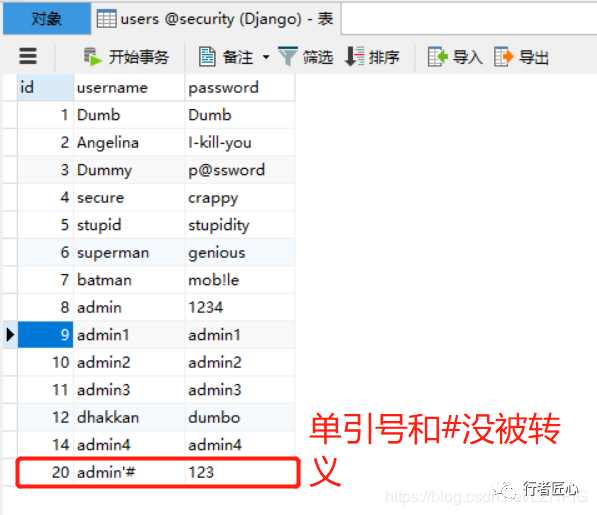 对象 users @security (Django) - 表
开始事务 备注 筛选 排序 导入 导出
id username password
1 Dumb Dumb
2 Angelina I-kill-you
3 Dummy p@ssword
4 secure crappy
5 stupid stupidity
6 superman genious
7 batman mob!le
8 admin 1234
9 admin1 admin1
10 admin2 admin2
11 admin3 admin3
12 dhakkan dumbo
14 admin4 admin4
20 admin'# 123
单引号和#没被转
义
行者匠心